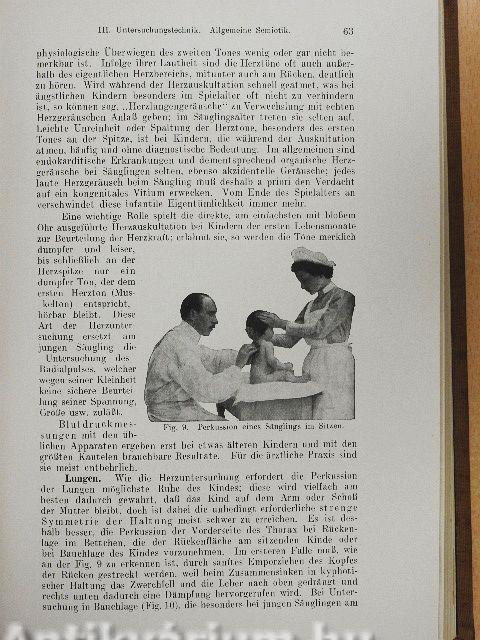 III. Untersuchungstechnik. Allgemeine Semiotik. 63
physiologische Überwiegen des zweiten Tones wenig oder gar nicht be-
merkbar ist. Infolge ihrer Lautheit sind die Herztöne oft auch außer-
halb des eigentlichen Herzbereichs, mitunter auch am Rücken, deutlich
zu hören. Wird während der Herzauskultation schnell geatmet, was bei
ängstlichen Kindern besonders im Spielalter oft nicht zu verhindern
ist, so können sog. „Herzlungengeräusche" zu Verwechslung mit echten
Herzgeräuschen Anlaß geben; im Säuglingsalter treten sie selten auf.
Leichte Unreinheit oder Spaltung der Herztöne, besonders des ersten
Tones an der Spitze, ist bei Kindern, die während der Auskultation
atmen, häufig und ohne diagnostische Bedeutung. Im allgemeinen sind
endokarditische Erkrankungen und dementsprechend organische Herz-
geräusche bei Säuglingen selten, ebenso akzidentelle Geräusche; jedes
laute Herzgeräusch beim Säugling muß deshalb a priori den Verdacht
auf ein kongenitales Vitium erwecken. Vom Ende des Spielalters an
verschwindet diese infantile Eigentümlichkeit immer mehr.
Eine wichtige Rolle spielt die direkte, am einfachsten mit bloßem
Ohr ausgeführte Herzauskultation bei Kindern der ersten Lebensmonate
zur Beurteilung der Herzkraft; erlahmt sie, so werden die Töne merklich
dumpfer und leiser,
bis schließlich an der
Herzspitze nur ein
dumpfer Ton, der dem
ersten Herzton (Mus-
kelton) entspricht,
hörbar bleibt. Diese
Art der Herzunter-
suchung ersetzt am
jungen Säugling die
Untersuchung des
Radialpulses, welcher
wegen seiner Kleinheit
keine sichere Beurtei-
lung seiner Spannung,
Größe usw. zuläßt.
Blutdruckmes-
sungen mit den üb-
Fig. 9. Perkussion eines Säuglings im Sitzen.
lichen Apparaten ergeben erst bei etwas älteren Kindern und mit den
größten Kautelen brauchbare Resultate. Für die ärztliche Praxis sind
sie meist entbehrlich.
Lungen. Wie die Herzuntersuchung erfordert die Perkussion
der Lungen möglichste Ruhe des Kindes; diese wird vielfach am
besten dadurch gewahrt, daß das Kind auf dem Arm oder Schoß
der Mutter bleibt, doch ist dabei die unbedingt erforderliche strenge
Symmetrie der Haltung meist schwer zu erreichen. Es ist des-
halb besser, die Perkussion der Vorderseite des Thorax bei Rücken-
lage im Bettchen, die der Rückenfläche am sitzenden Kinde oder
bei Bauchlage des Kindes vorzunehmen. Im ersteren Falle muß, wie
an der Fig. 9 zu erkennen ist, durch sanftes Emporziehen des Kopfes
der Rücken gestreckt werden, weil beim Zusammensinken in kyphoti-
scher Haltung das Zwerchfell und die Leber nach oben gedrängt und
rechts unten dadurch eine Dämpfung hervorgerufen wird. Bei Unter-
suchung in Bauchlage (Fig. 10), die besonders bei jungen Säuglingen am